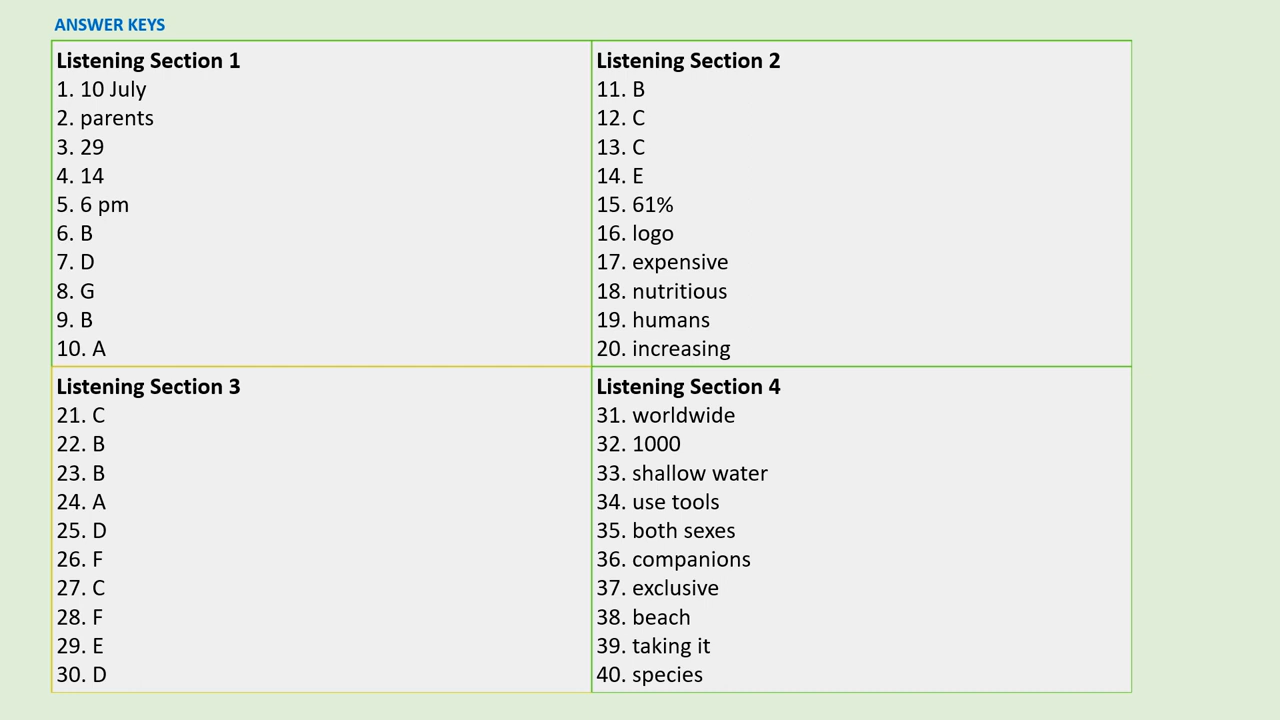 ANSWER KEYS
Listening Section 1
1. 10 July
2. parents
3. 29
4. 14
5. 6 pm
6. B
7. D
8. G
9. B
10. A
Listening Section 2
11. B
12. C
13. C
14. E
15. 61%
16. logo
17. expensive
18. nutritious
19. humans
20. increasing
Listening Section 3
21. C
22. B
23. B
24. A
25. D
26. F
27. C
28. F
29. E
30. D
Listening Section 4
31. worldwide
32. 1000
33. shallow water
34. use tools
35. both sexes
36. companions
37. exclusive
38. beach
39. taking it
40. species